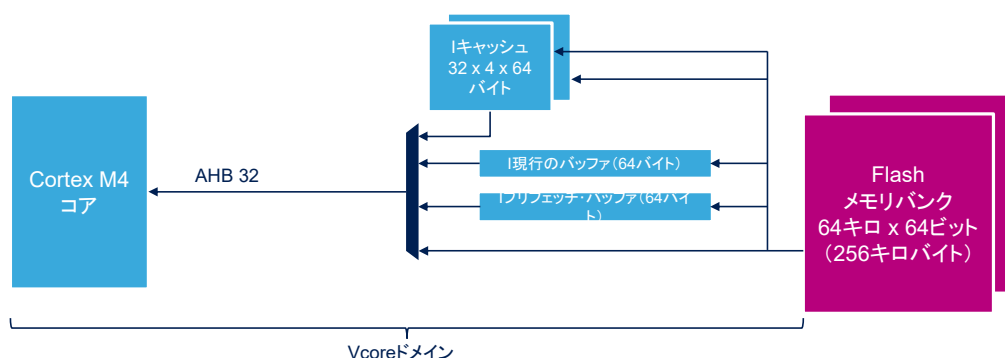 Iキャッシュ
32 x 4 x 64
バイト
Cortex M4
コア
AHB 32
I現行のバッファ(64バイト)
Iプリフェッチ・バッファ(64バイ
ト)
Flash
メモリバンク
64キロ x 64ビット
(256キロバイト)
Vcoreドメイン